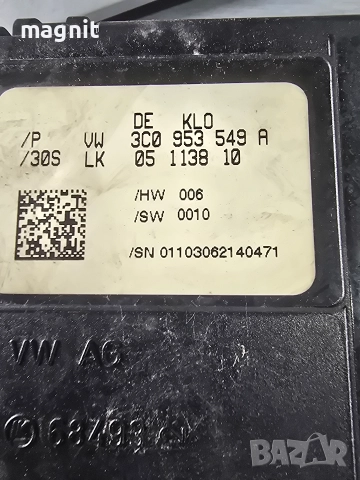 magnit
DE KLO
/P VW 3C0 953 549 A
/30S LK 05 1138 10
/HW 006
/SW 0010
/SN 01103062140471
VW AG
BAZAR